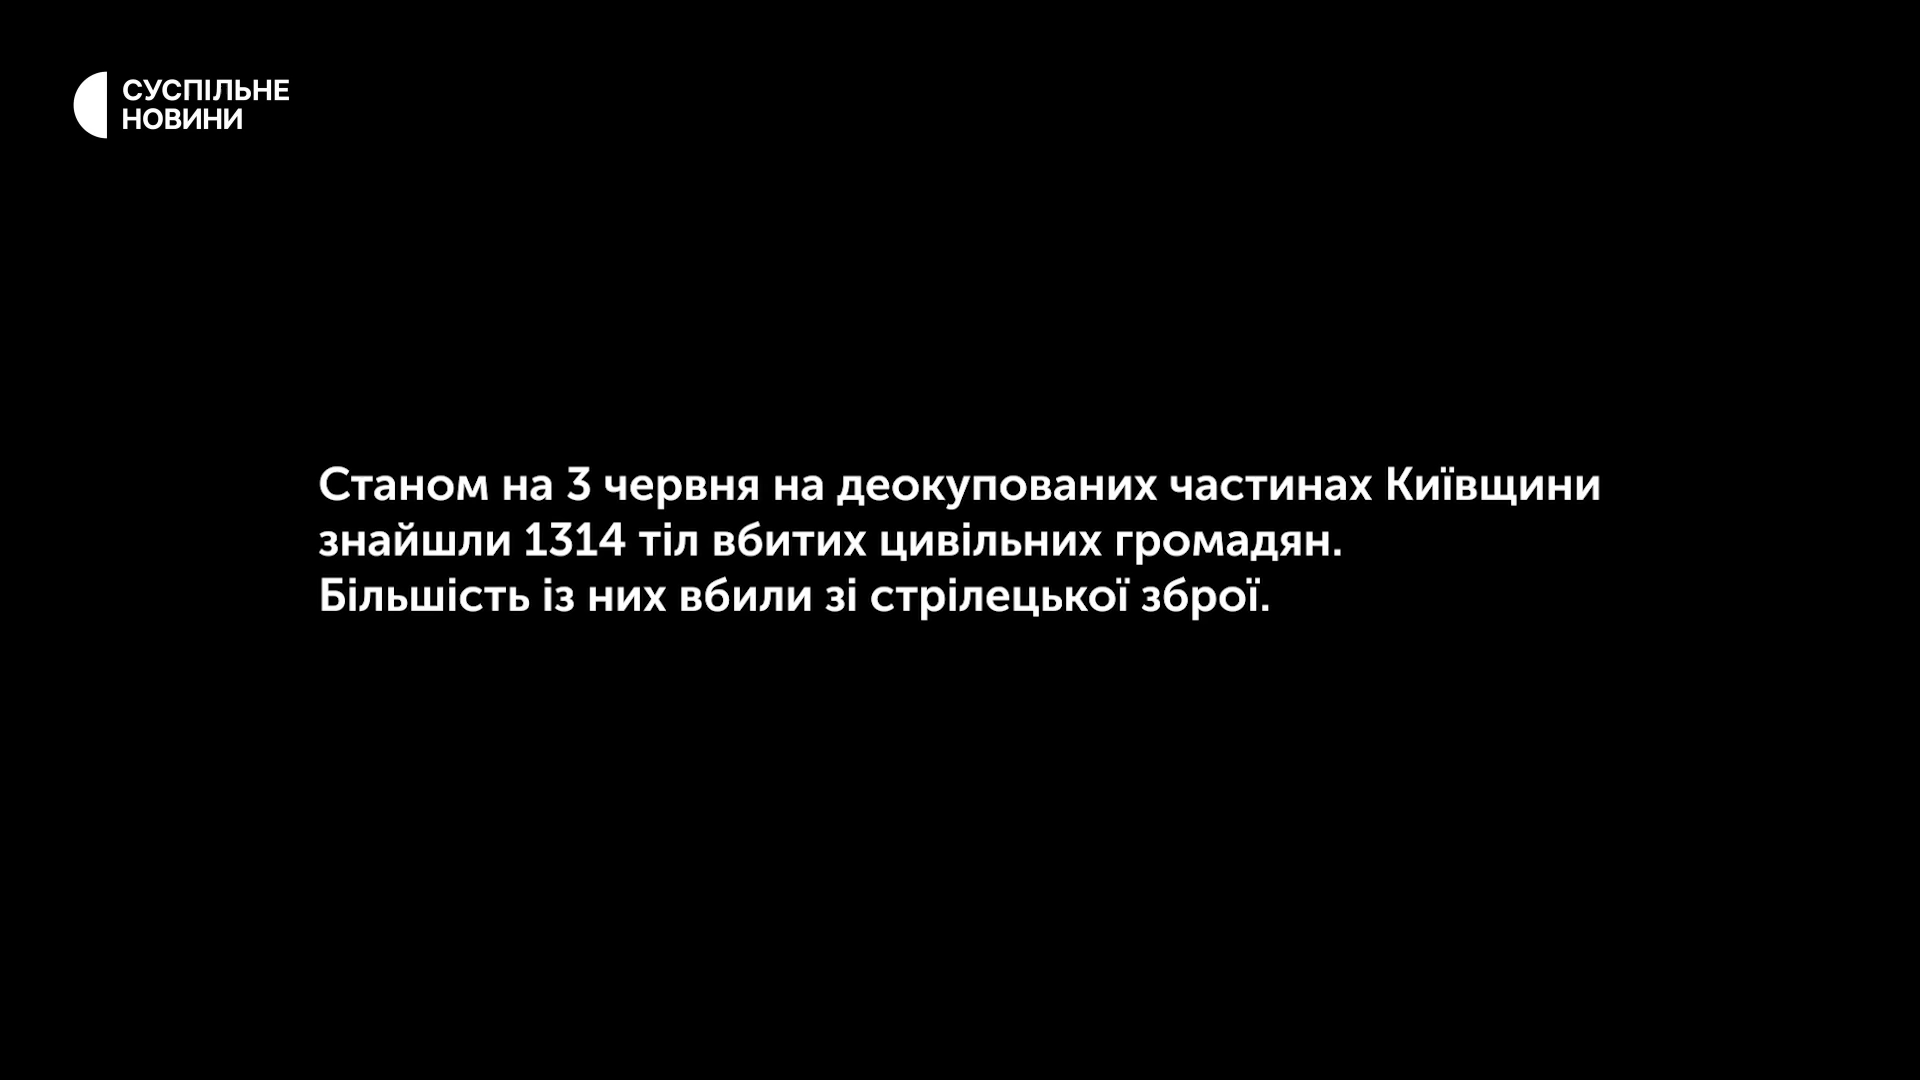 СУСПІЛЬНЕ
НОВИНИ
Станом на 3 червня на деокупованих частинах Київщини
знайшли 1314 тіл вбитих цивільних громадян.
Більшість із них вбили зі стрілецької зброї.